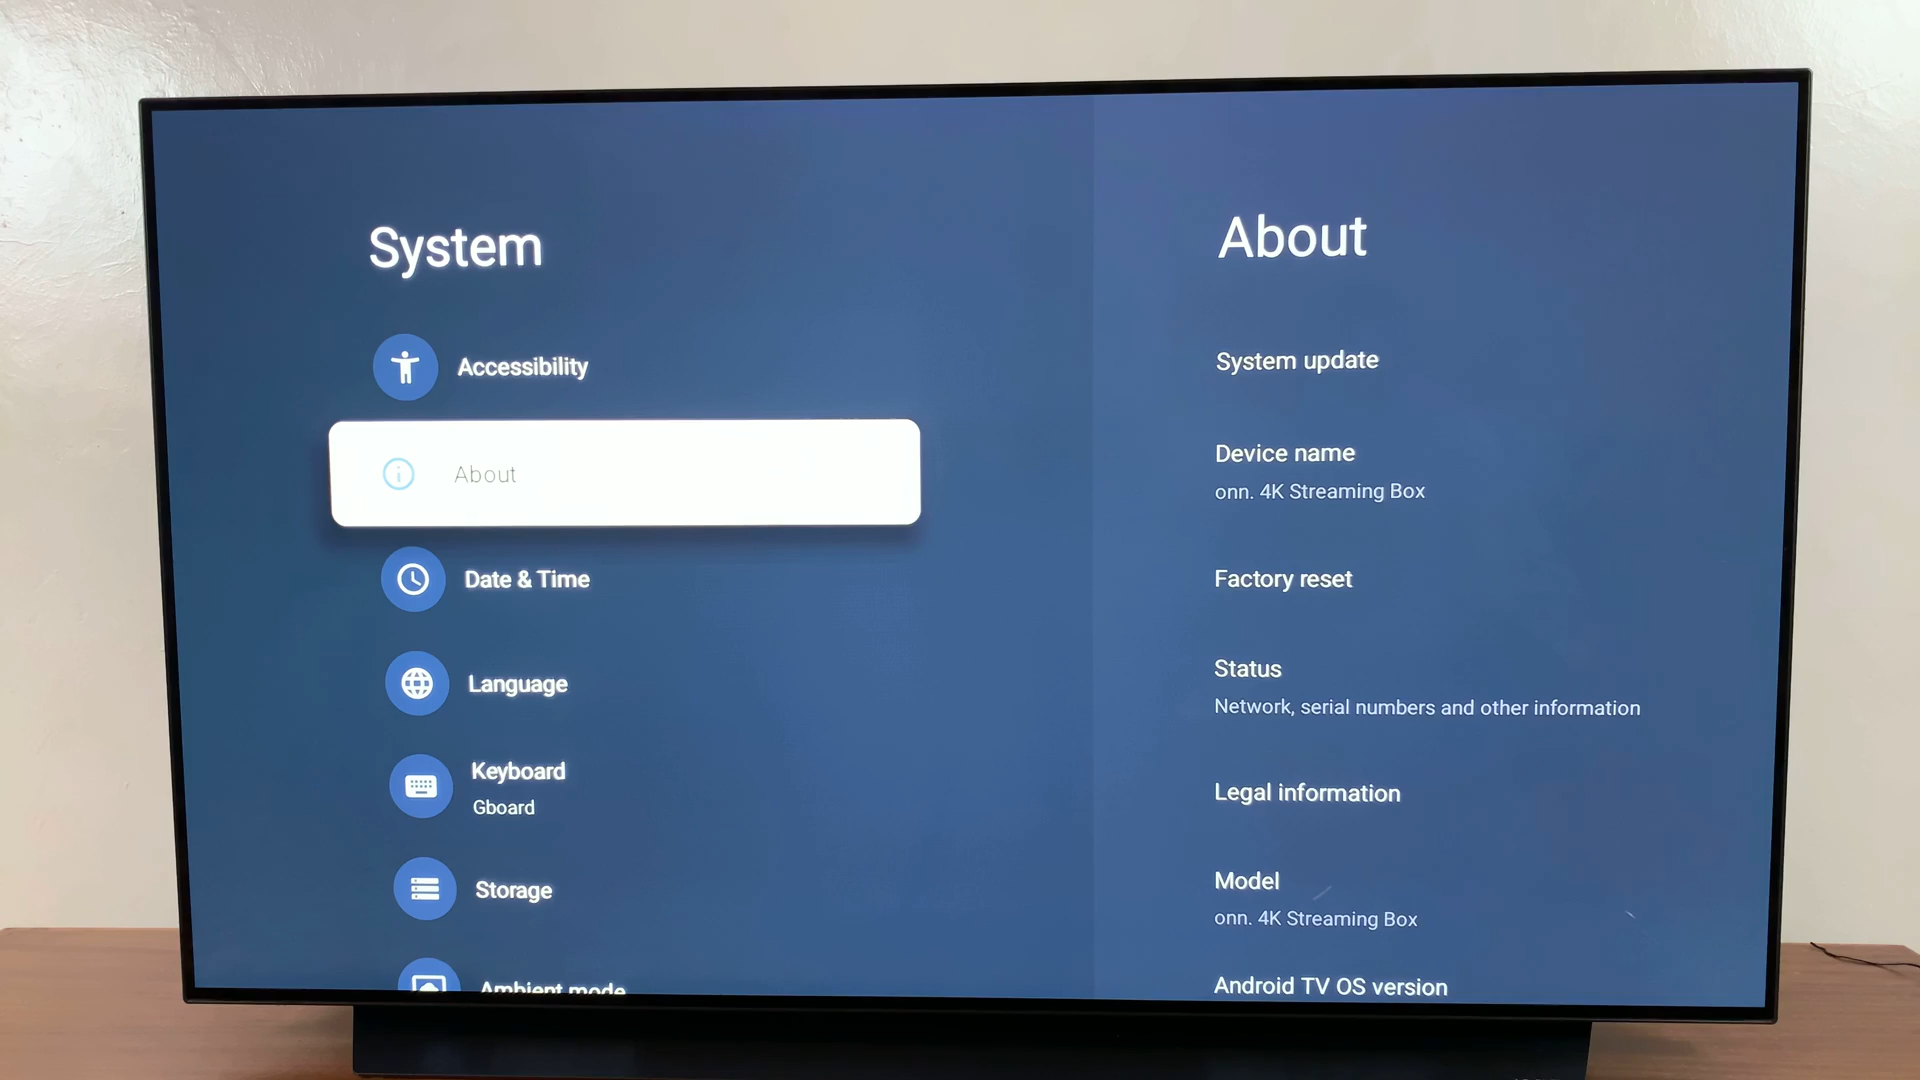 System
Accessibility
About
Date & Time
Language
Keyboard
Gboard
Storage
Ambient mode
About
System update
Device name
onn. 4K Streaming Box
Factory reset
Status
Network, serial numbers and other information
Legal information
Model
onn. 4K Streaming Box
Android TV OS version